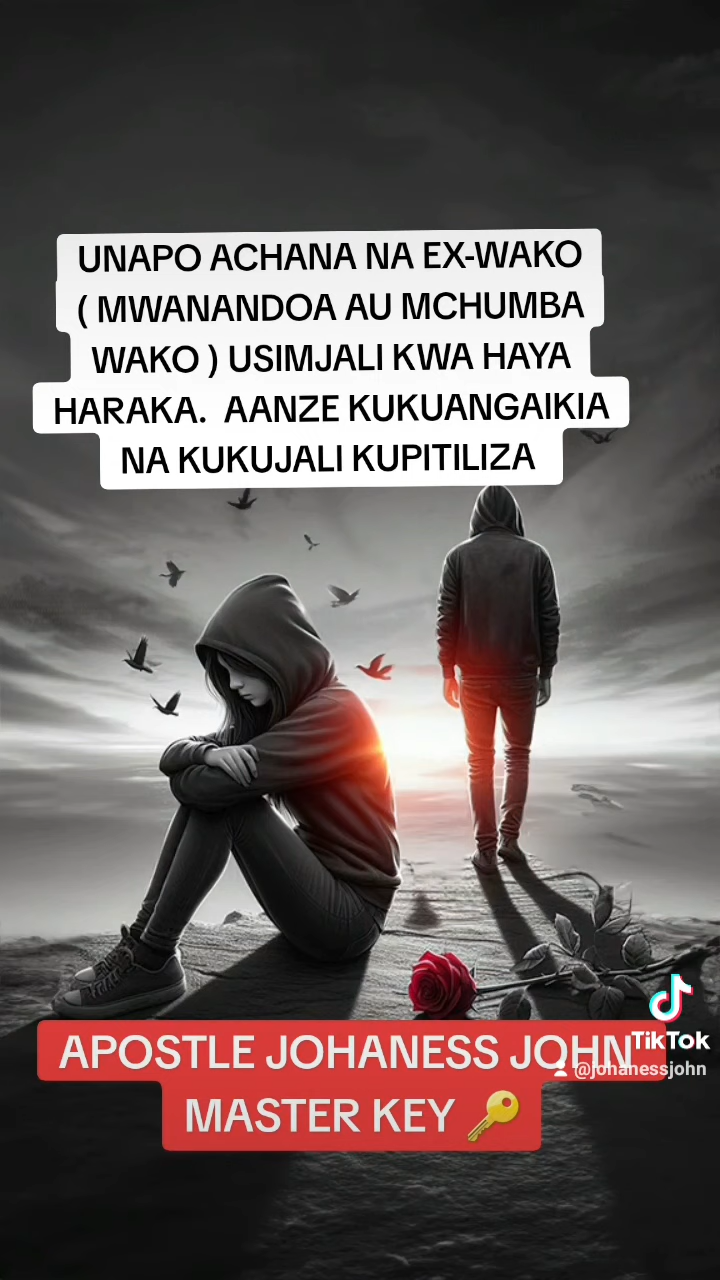 UNAPO ACHANA NA EX-WAKO
( MWANANDOA AU MCHUMBA
WAKO ) USIMJALI KWA HAYA
HARAKA. AANZE KUKUANGAIKIA
NA KUKUJALI KUPITILIZA
APOSTLE JOHANESS JOHN
MASTER KEY 🔑
TikTok
@johanessjohn